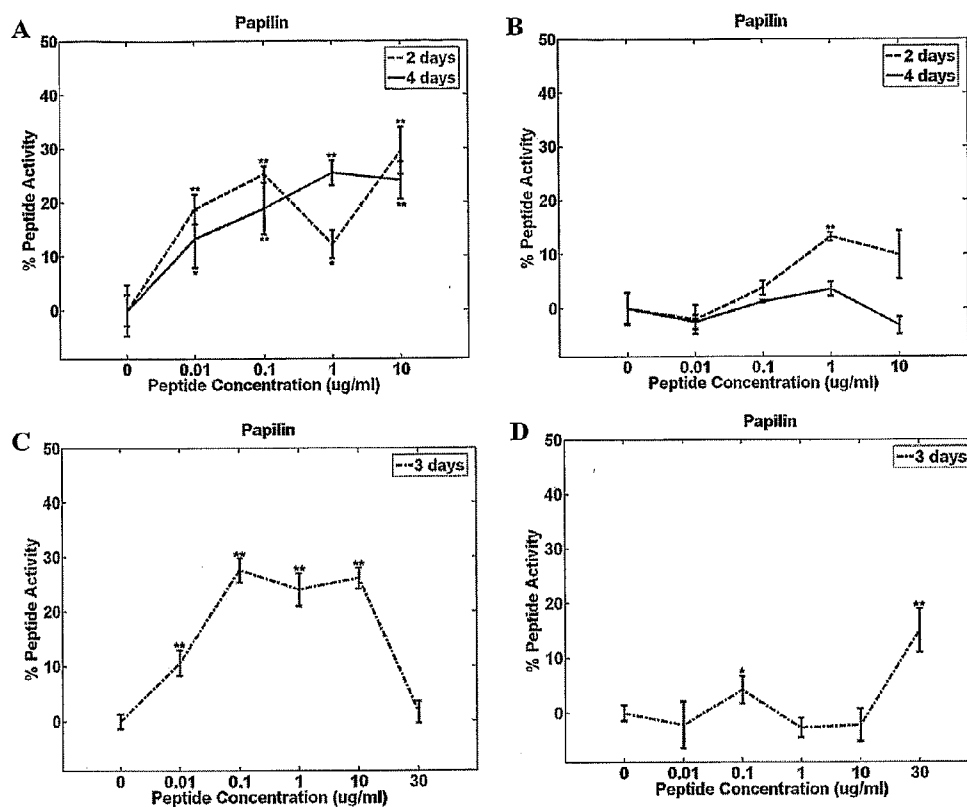 A
Papilin
2 days
4 days
% Peptide Activity
50
40
30
20
10
0
** ** ** **
* ** * **
0 0.01 0.1 1 10
Peptide Concentration (ug/ml)
B
Papilin
2 days
4 days
% Peptide Activity
50
40
30
20
10
0
**
0 0.01 0.1 1 10
Peptide Concentration (ug/ml)
C
Papilin
3 days
% Peptide Activity
50
40
30
20
10
0
** ** ** **
0 0.01 0.1 1 10 30
Peptide Concentration (ug/ml)
D
Papilin
3 days
% Peptide Activity
50
40
30
20
10
0
* **
0 0.01 0.1 1 10 30
Peptide Concentration (ug/ml)